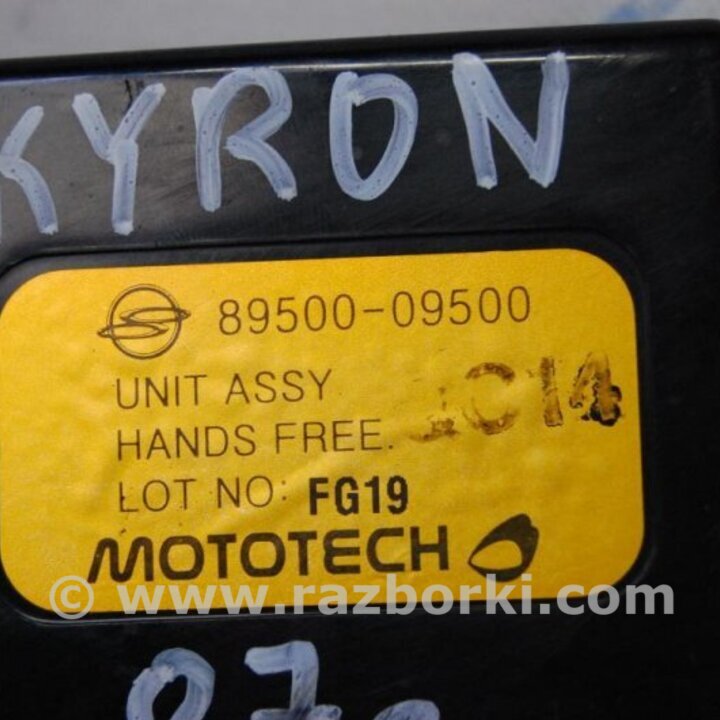 KYRON
89500-09500
UNIT ASSY
HANDS FREE.
LOT NO: FG19
MOTOTECH
© www.razborki.com